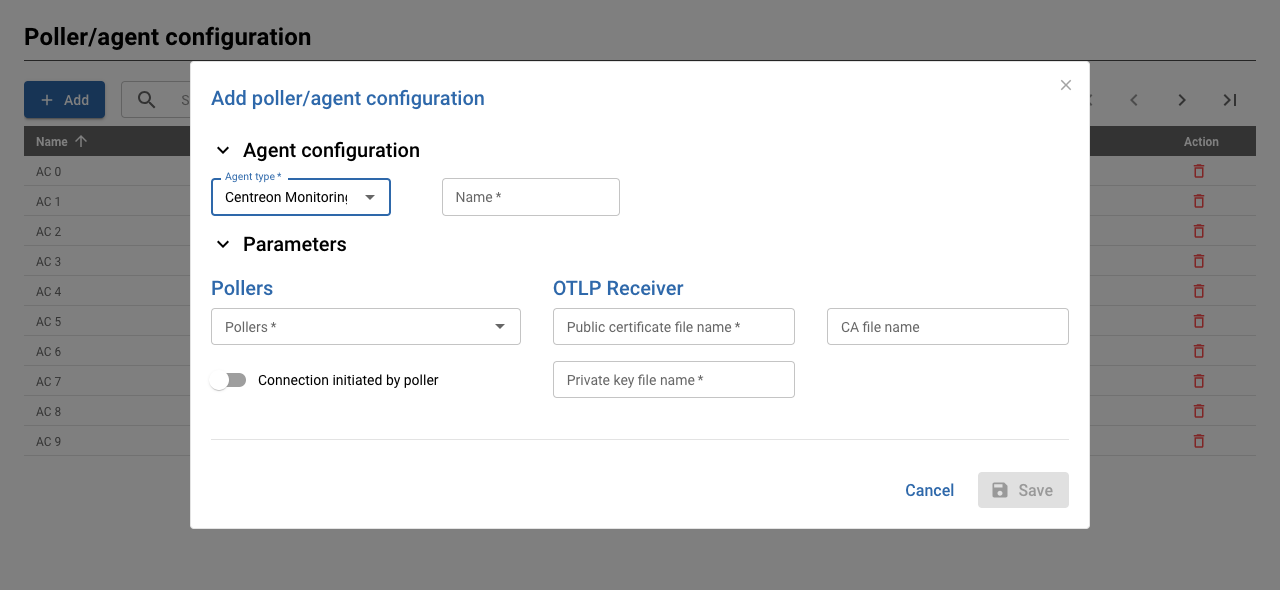 Poller/agent configuration
Add
Add poller/agent configuration
Name
Action
Agent configuration
Agent type *
Centreon Monitoring
Name *
Parameters
Pollers
OTLP Receiver
Pollers *
Public certificate file name *
CA file name
Connection initiated by poller
Private key file name *
Cancel
Save
AC 0
AC 1
AC 2
AC 3
AC 4
AC 5
AC 6
AC 7
AC 8
AC 9